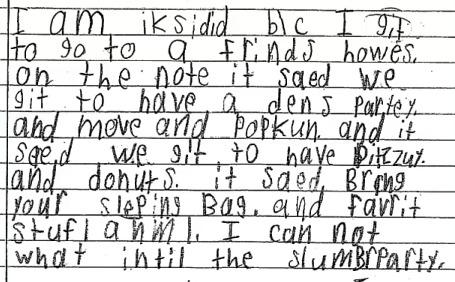 I am iksidid b/c I git
to go to a frinds howes.
on the note it saed we
git to have a dens partey.
and move and Popkun. and it
saed we git to have Pitzzuy.
and donuts. it saed Bring
your sleping Bag. and favrit
stufl anml. I can not
what intil the slumBrParty.